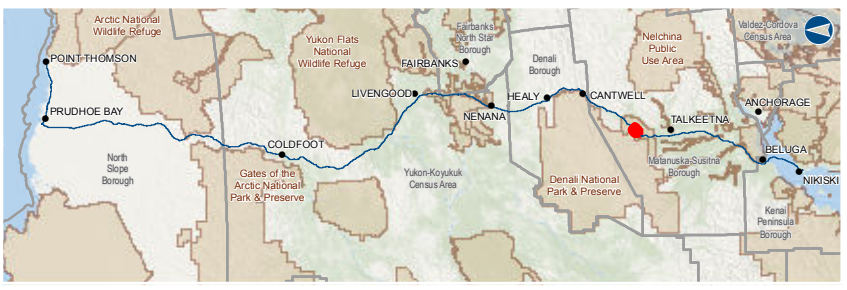 Arctic National
Wildlife Refuge
POINT THOMSON
PRUDHOE BAY
North
Slope
Borough
COLDFOOT
Gates of the
Arctic National
Park & Preserve
Yukon Flats
National
Wildlife Refuge
LIVENGOOD
Yukon-Koyukuk
Census Area
Fairbanks
North Star
Borough
FAIRBANKS
NENANA
Denali
Borough
HEALY
CANTWELL
Denali National
Park & Preserve
Nelchina
Public
Use Area
TALKEETNA
Matanuska-Susitna
Borough
Valdez-Cordova
Census Area
ANCHORAGE
BELUGA
NIKISKI
Kenai
Peninsula
Borough